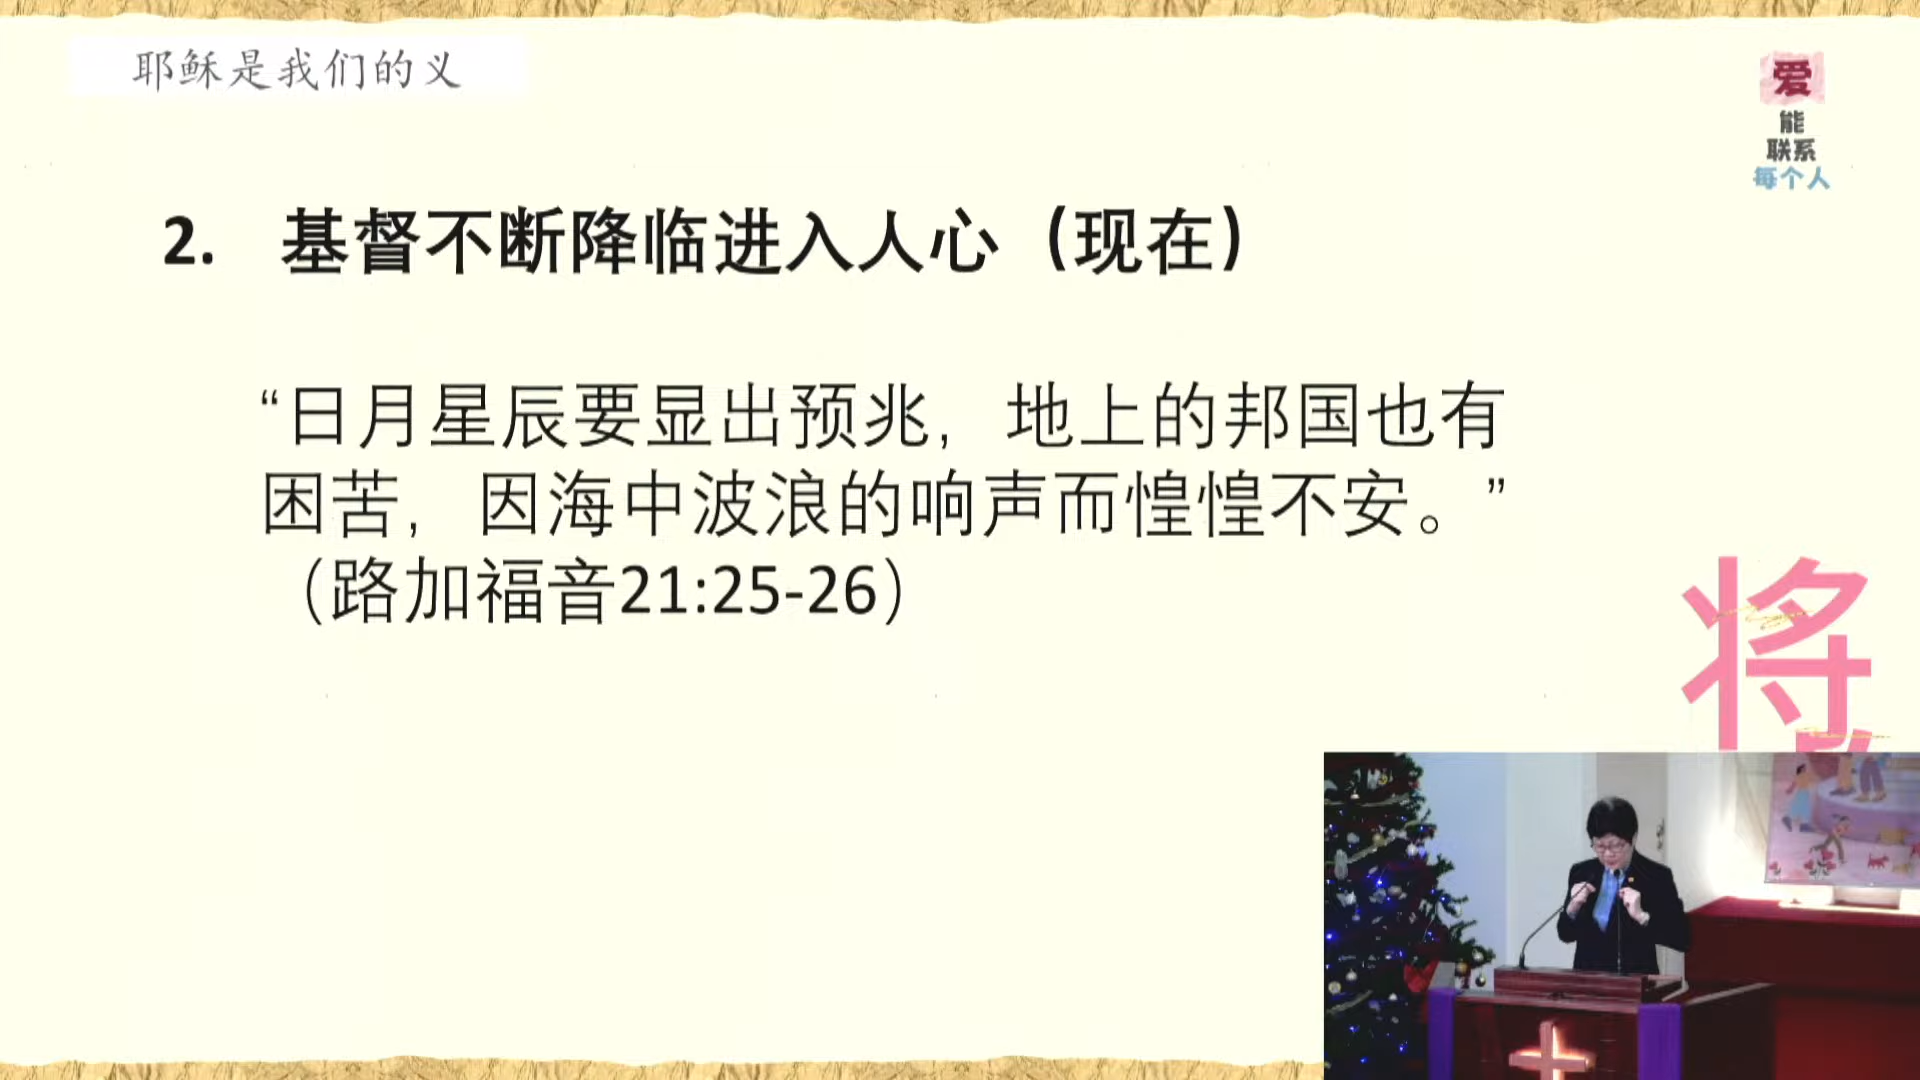 耶稣是我们的义
爱
能
联系
每个人
2. 基督不断降临进入人心（现在）
“日月星辰要显出预兆，地上的邦国也有
困苦，因海中波浪的响声而惶惶不安。”
（路加福音21:25-26）
将